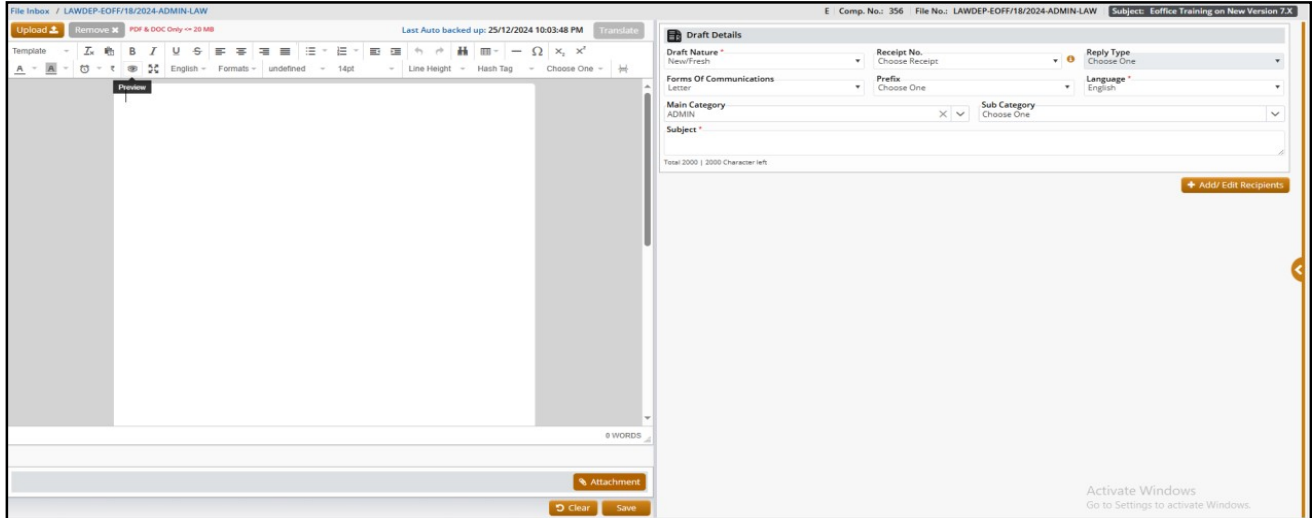 File Inbox / LAWDEP-EOFF/18/2024-ADMIN-LAW
E Comp. No.: 356 File No.: LAWDEP-EOFF/18/2024-ADMIN-LAW Subject: Eoffice Training on New Version 7.X
Upload Remove PDF & DOC Only <= 20 MB Last Auto backed up: 25/12/2024 10:03:48 PM Translate
Template B I U S Ω x₂ x²
A A ₹ English Formats undefined 14pt Line Height Hash Tag Choose One
Preview
0 WORDS
Attachment
Clear Save
Draft Details
Draft Nature * Receipt No. Reply Type
New/Fresh Choose Receipt Choose One
Forms Of Communications Prefix Language *
Letter Choose One English
Main Category Sub Category
ADMIN Choose One
Subject *
Total 2000 | 2000 Character left
+ Add/ Edit Recipients
Activate Windows
Go to Settings to activate Windows.